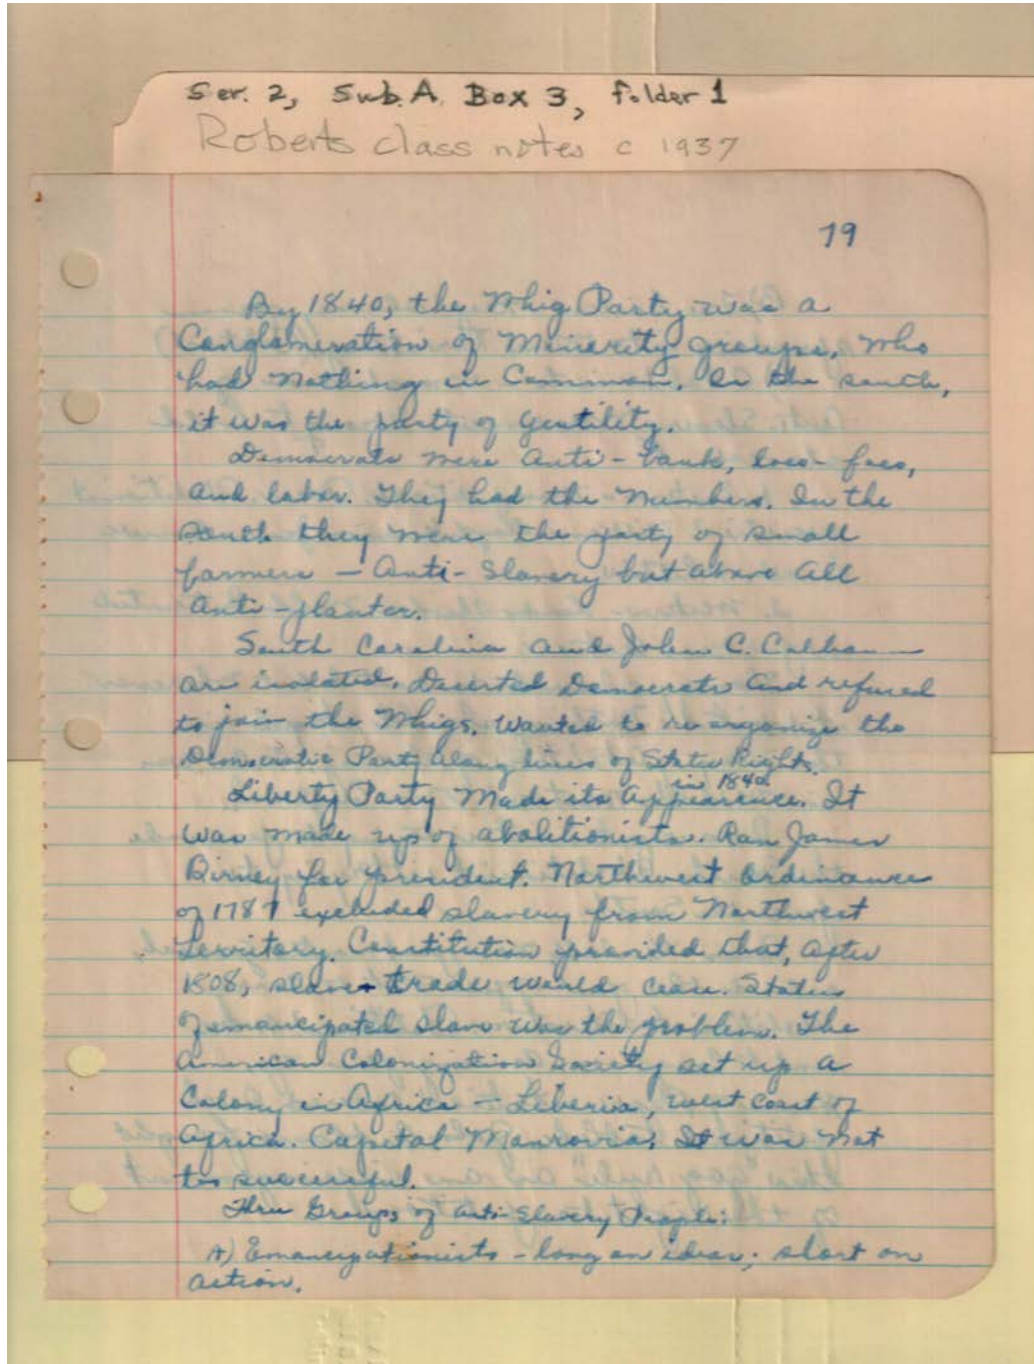 Ser. 2, Sub. A. Box 3, folder 1
Roberts class notes c 1937
79
By 1840, the Whig Party was a
Conglomeration of Minority groups, who
had nothing in Common. In the south,
it was the party of gentility.
Democrats were Anti-bank, loco-foco,
and labor. They had the numbers. In the
south they were the party of small
farmers – Anti-Slavery but above all
anti-planter.
South Carolina and John C. Calhoun
are isolated. Deserted Democrats and refused
to join the Whigs. Wanted to re organize the
Democratic Party along lines of States Rights.
in 1840
Liberty Party Made its Appearance. It
was made up of abolitionists. Ran James
Birney for president. Northwest Ordinance
of 1787 excluded slavery from Northwest
Territory. Constitution provided that, after
1808, slave trade would cease. Status
of emancipated slave was the problem. The
American Colonization Society set up a
Colony in Africa – Liberia, west coast of
Africa. Capital Monrovia. It was not
too successful.
Three Groups of anti-Slavery People:
A) Emancipationists – long on ideas; short on
action.